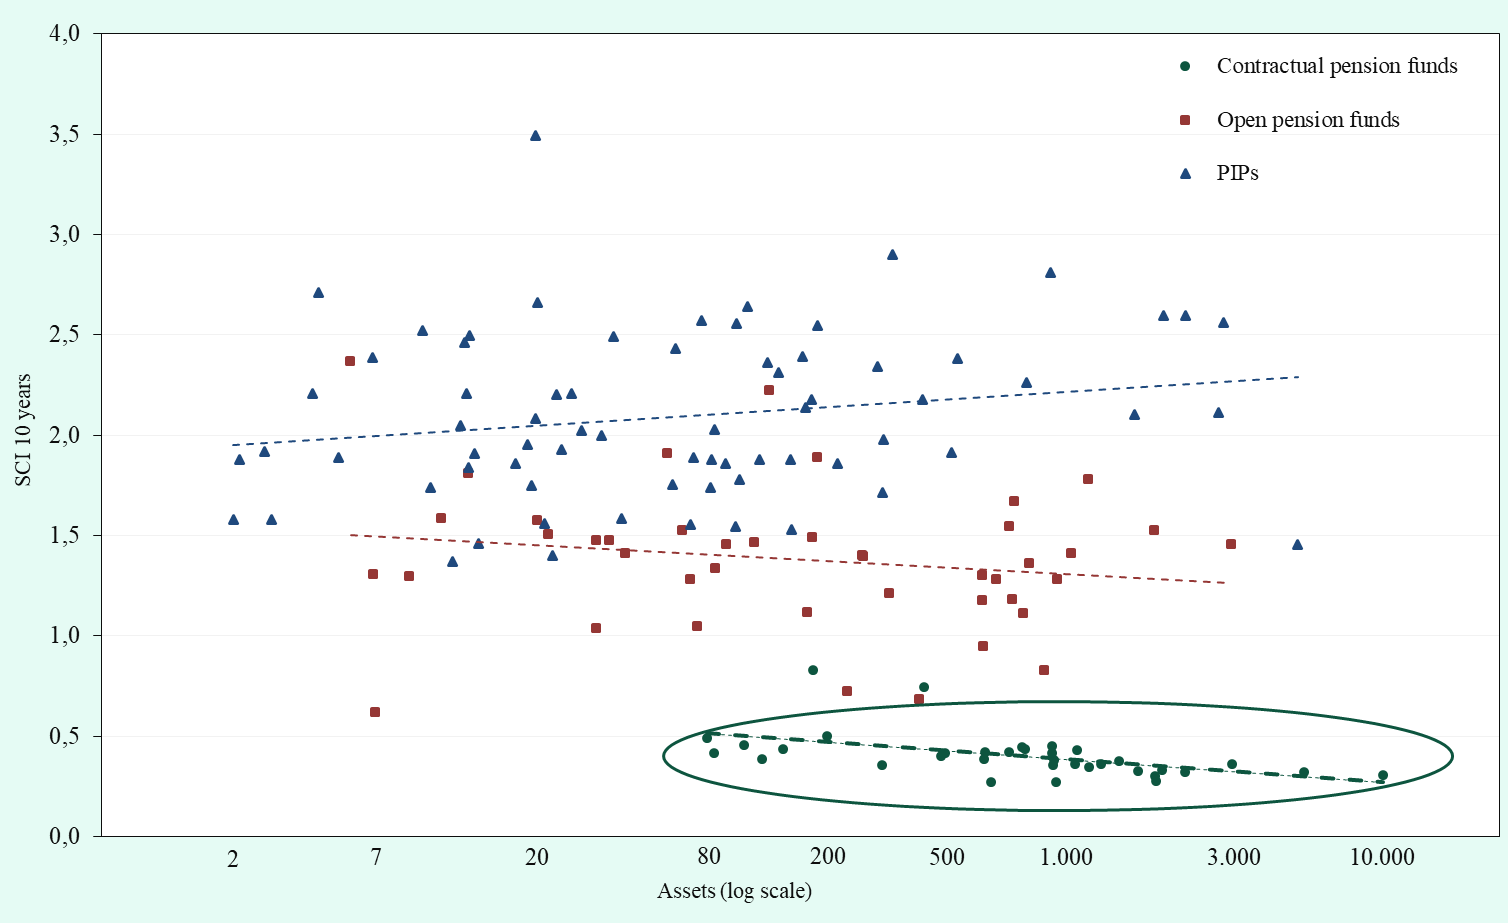 4,0
3,5
3,0
2,5
2,0
1,5
1,0
0,5
0,0
SCI 10 years
Contractual pension funds
Open pension funds
PIPs
2 7 20 80 200 500 1.000 3.000 10.000
Assets (log scale)